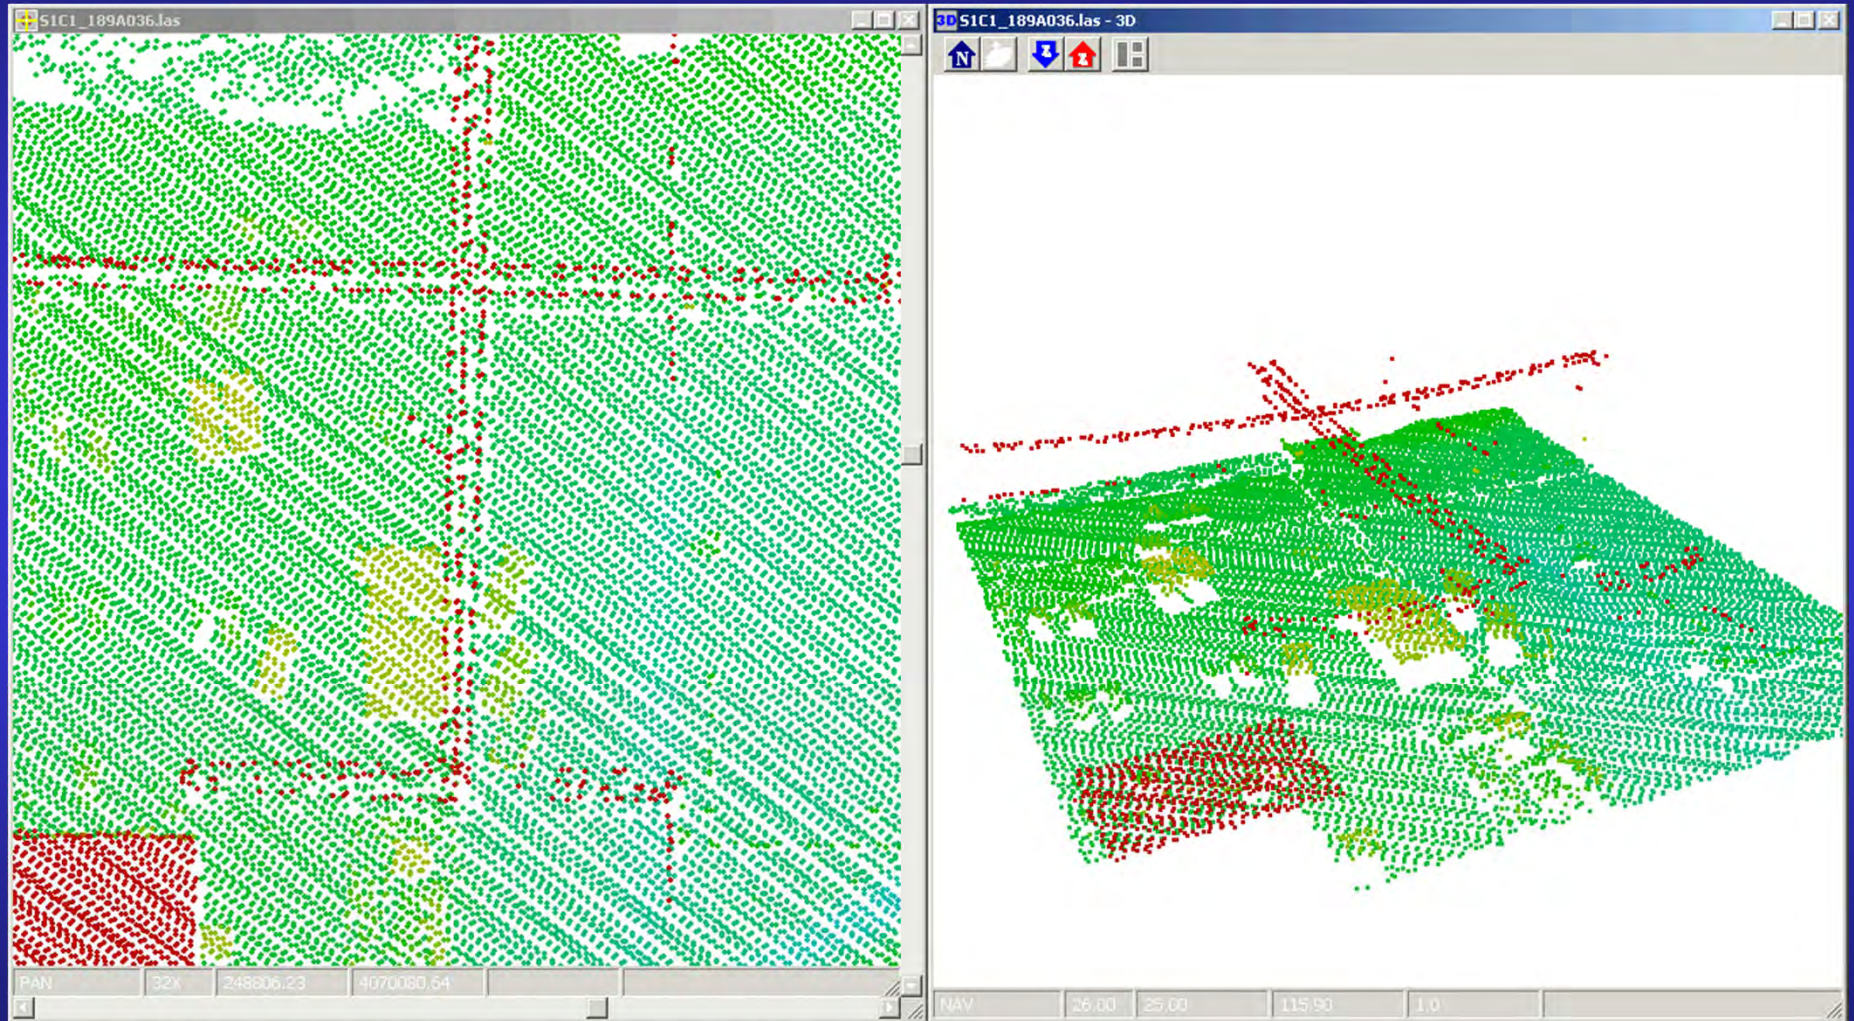 S1C1_189A036.las
3D S1C1_189A036.las - 3D
N Z Z
PAN 32X 248806.23 4070080.64
NAV 26.00 25.00 115.90 1.0